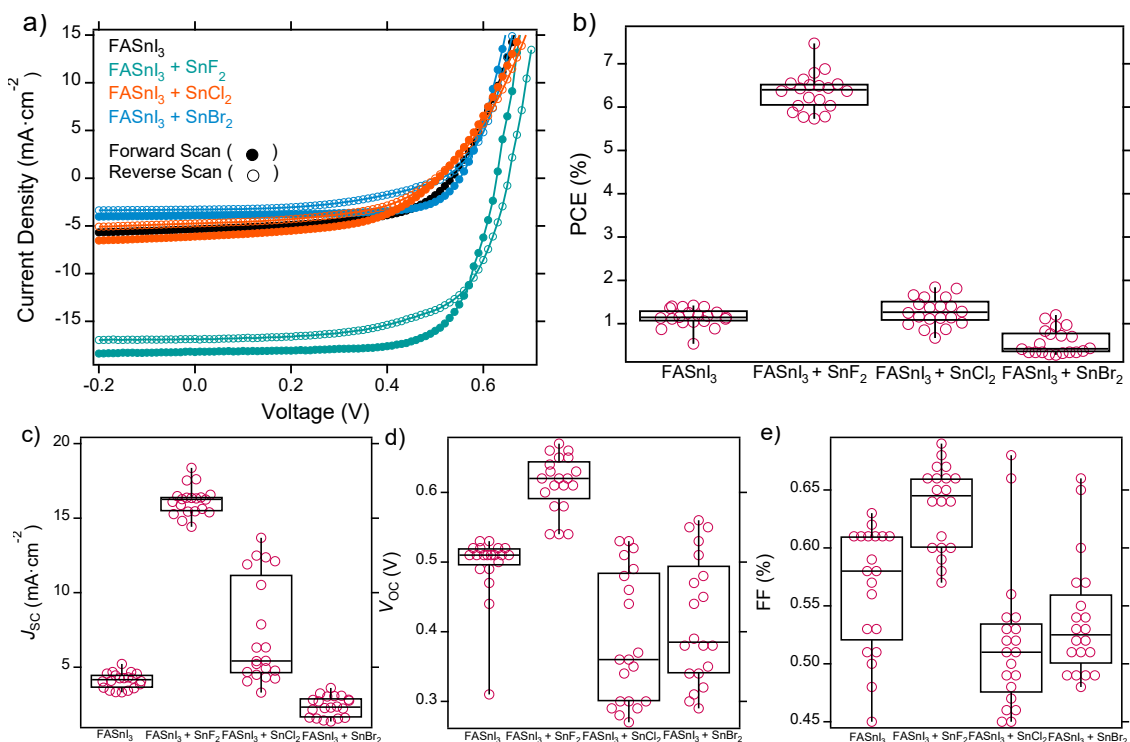 a)
FASnI₃
FASnI₃ + SnF₂
FASnI₃ + SnCl₂
FASnI₃ + SnBr₂
Forward Scan ( ● )
Reverse Scan ( ○ )
Current Density (mA·cm⁻²)
15
10
5
0
-5
-10
-15
-0.2
0.0
0.2
0.4
0.6
Voltage (V)
b)
PCE (%)
7
6
5
4
3
2
1
FASnI₃
FASnI₃ + SnF₂
FASnI₃ + SnCl₂
FASnI₃ + SnBr₂
c)
J_SC (mA·cm⁻²)
20
15
10
5
FASnI₃
FASnI₃ + SnF₂
FASnI₃ + SnCl₂
FASnI₃ + SnBr₂
d)
V_OC (V)
0.6
0.5
0.4
0.3
FASnI₃
FASnI₃ + SnF₂
FASnI₃ + SnCl₂
FASnI₃ + SnBr₂
e)
FF (%)
0.65
0.60
0.55
0.50
0.45
FASnI₃
FASnI₃ + SnF₂
FASnI₃ + SnCl₂
FASnI₃ + SnBr₂